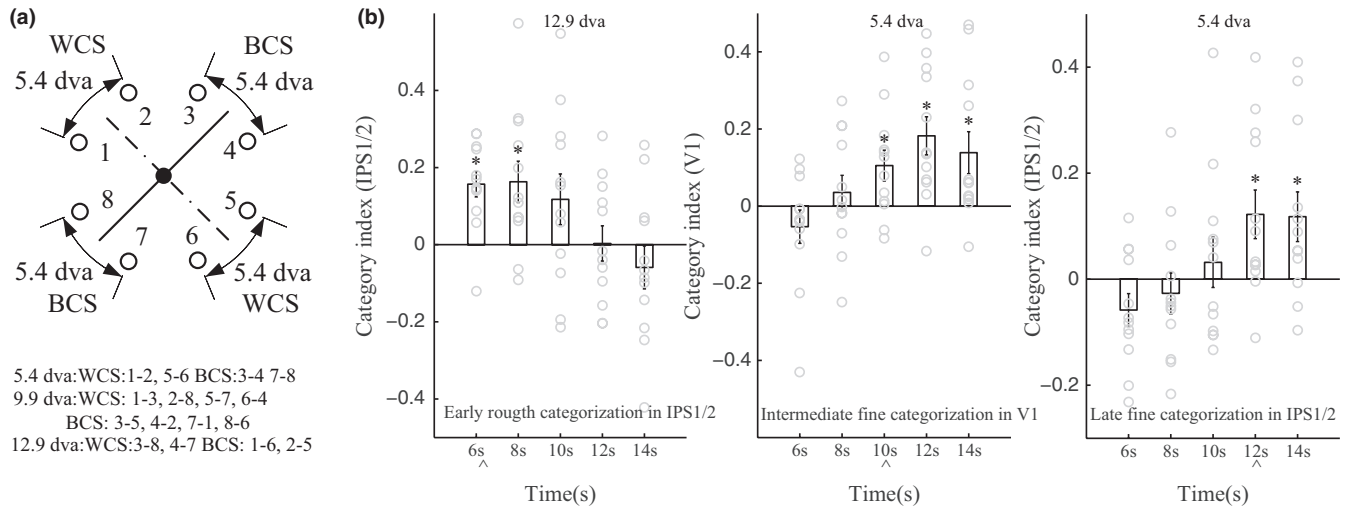 (a)
WCS
BCS
5.4 dva
5.4 dva
2
3
1
4
8
5
7
6
5.4 dva
5.4 dva
BCS
WCS
5.4 dva:WCS:1-2, 5-6 BCS:3-4 7-8
9.9 dva:WCS: 1-3, 2-8, 5-7, 6-4
BCS: 3-5, 4-2, 7-1, 8-6
12.9 dva:WCS:3-8, 4-7 BCS: 1-6, 2-5
(b)
12.9 dva
Category index (IPS1/2)
0.4
0.2
0
−0.2
−0.4
* *
Early rougth categorization in IPS1/2
6s 8s 10s 12s 14s
^
Time(s)
5.4 dva
Category index (V1)
0.4
0.2
0
−0.2
−0.4
* * *
Intermediate fine categorization in V1
6s 8s 10s 12s 14s
^
Time(s)
5.4 dva
Category index (IPS1/2)
0.4
0.2
0
−0.2
* *
Late fine categorization in IPS1/2
6s 8s 10s 12s 14s
^
Time(s)